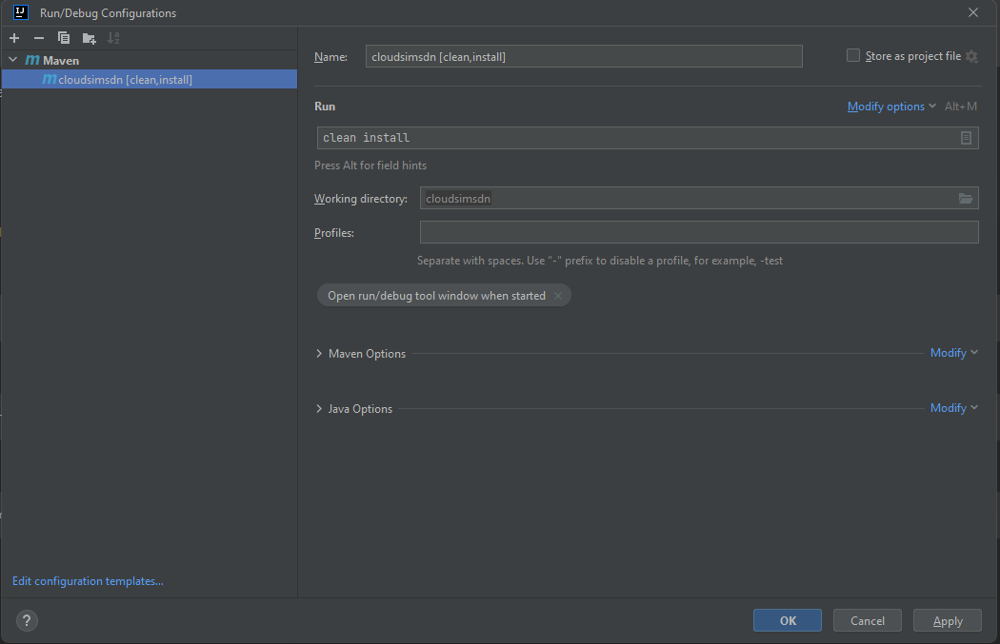 IJ Run/Debug Configurations
Maven
cloudsimsdn [clean,install]
Name: cloudsimsdn [clean,install] Store as project file
Run Modify options Alt+M
clean install
Press Alt for field hints
Working directory: cloudsimsdn
Profiles:
Separate with spaces. Use "-" prefix to disable a profile, for example, -test
Open run/debug tool window when started
Maven Options Modify
Java Options Modify
Edit configuration templates...
? OK Cancel Apply